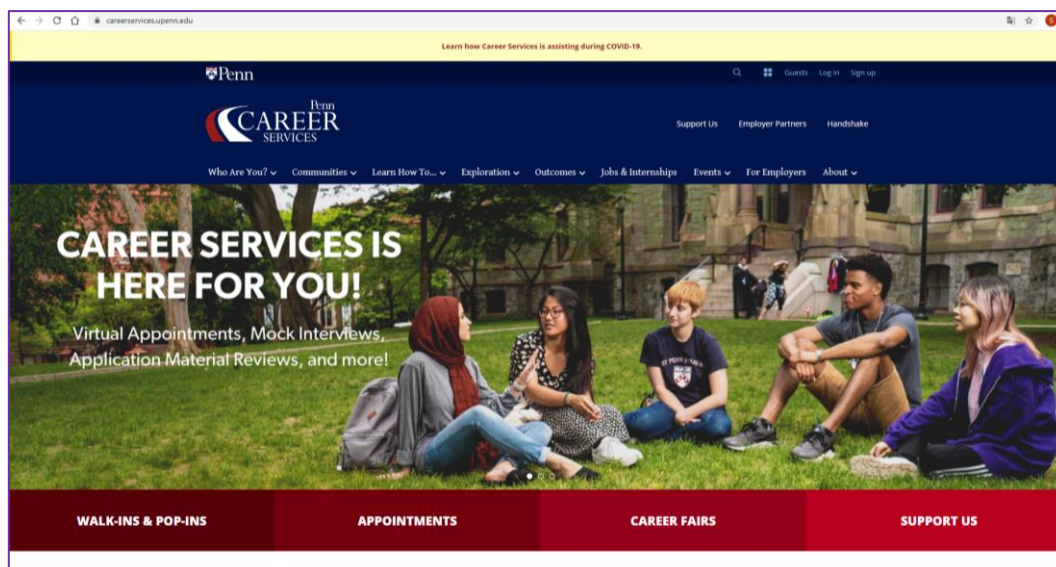 careerservices.upenn.edu
Learn how Career Services is assisting during COVID-19.
Penn
Guests Log in Sign up
Penn
CAREER
SERVICES
Support Us Employer Partners Handshake
Who Are You? Communities Learn How To... Exploration Outcomes Jobs & Internships Events For Employers About
CAREER SERVICES IS
HERE FOR YOU!
Virtual Appointments, Mock Interviews,
Application Material Reviews, and more!
WALK-INS & POP-INS APPOINTMENTS CAREER FAIRS SUPPORT US